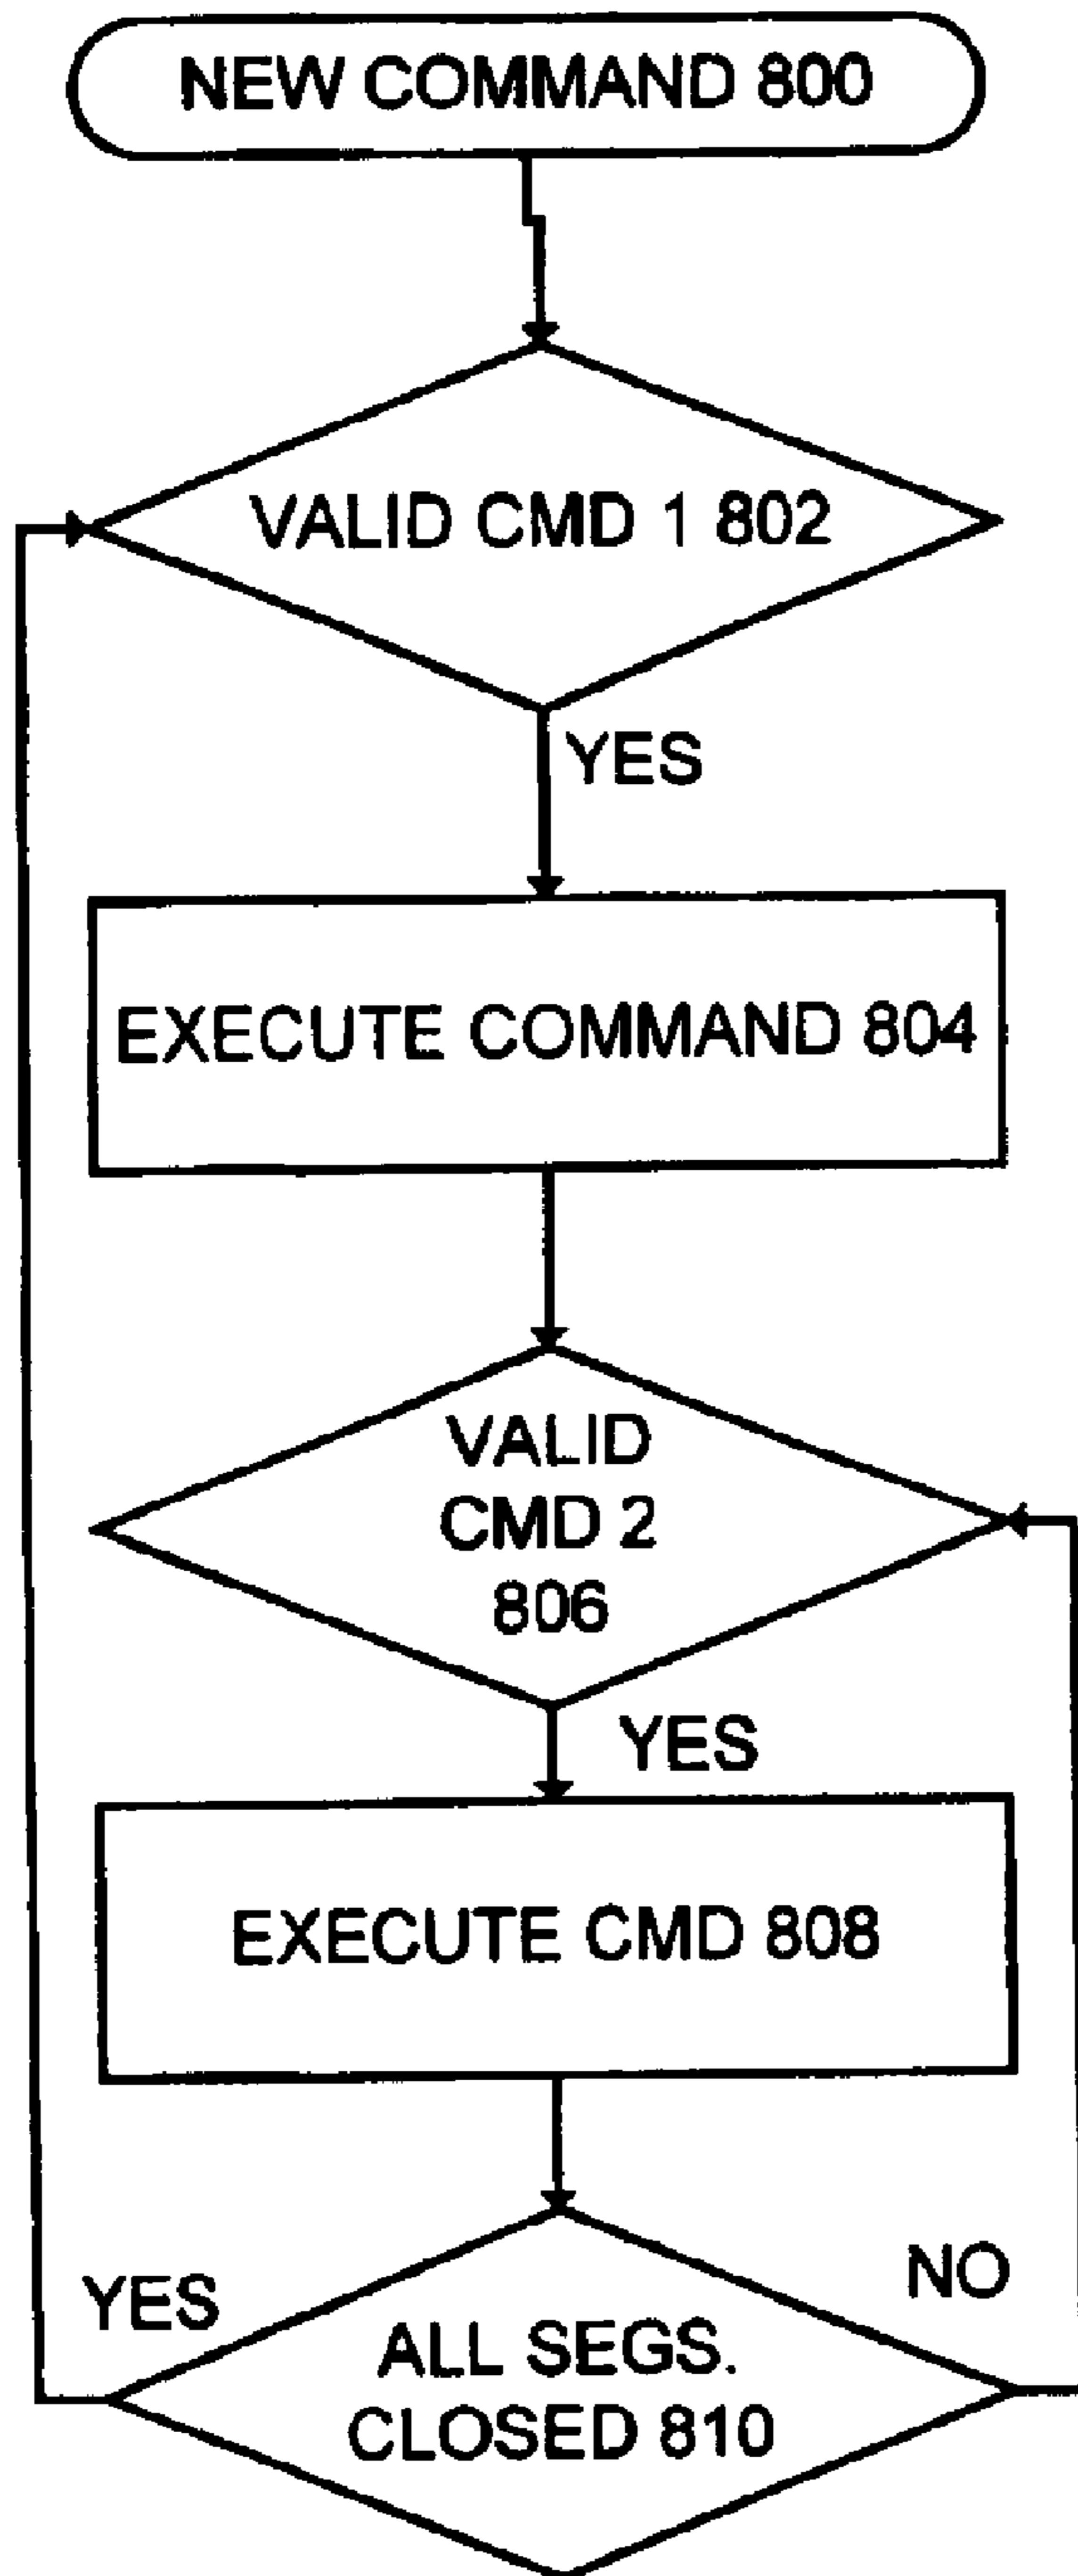 NEW COMMAND 800
VALID CMD 1 802
YES
EXECUTE COMMAND 804
VALID
CMD 2
806
YES
EXECUTE CMD 808
YES
NO
ALL SEGS.
CLOSED 810